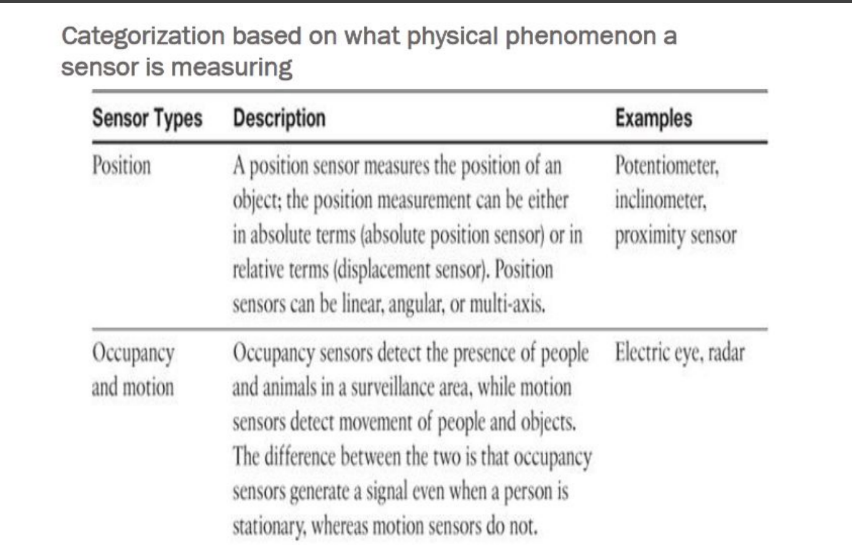 Categorization based on what physical phenomenon a
sensor is measuring
Sensor Types Description Examples
Position A position sensor measures the position of an Potentiometer,
object; the position measurement can be either inclinometer,
in absolute terms (absolute position sensor) or in proximity sensor
relative terms (displacement sensor). Position
sensors can be linear, angular, or multi-axis.
Occupancy Occupancy sensors detect the presence of people Electric eye, radar
and motion and animals in a surveillance area, while motion
sensors detect movement of people and objects.
The difference between the two is that occupancy
sensors generate a signal even when a person is
stationary, whereas motion sensors do not.